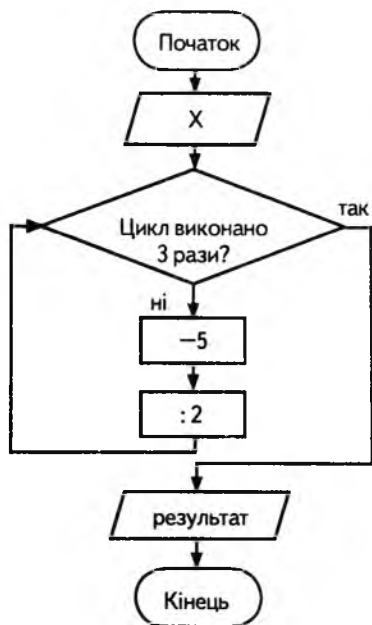 Початок
X
Цикл виконано
3 рази?
так
ні
–5
: 2
результат
Кінець